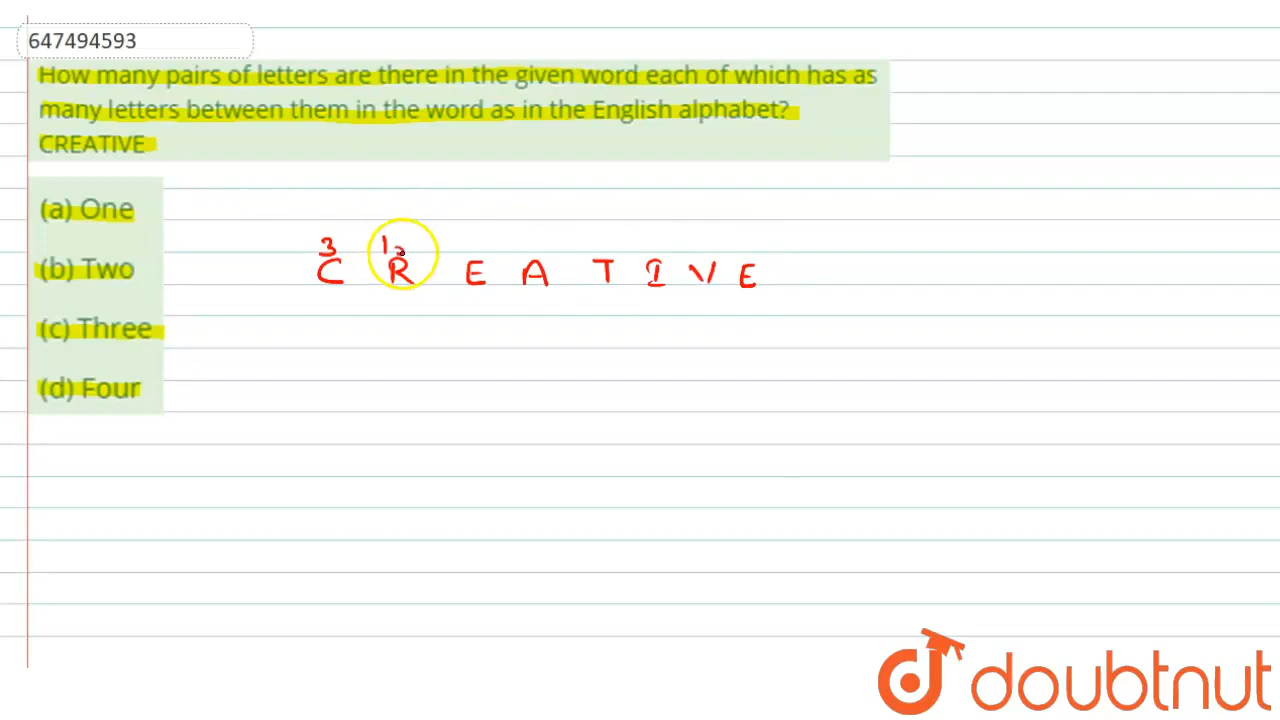 647494593
How many pairs of letters are there in the given word each of which has as
many letters between them in the word as in the English alphabet?
CREATIVE
(a) One
(b) Two
(c) Three
(d) Four
3 1
C R E A T I V E
doubtnut